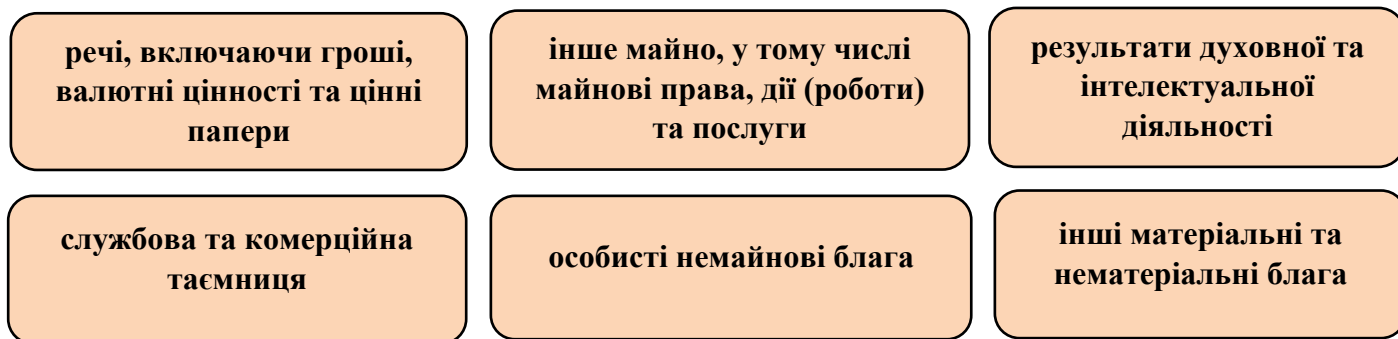 речі, включаючи гроші,
валютні цінності та цінні
папери
інше майно, у тому числі
майнові права, дії (роботи)
та послуги
результати духовної та
інтелектуальної
діяльності
службова та комерційна
таємниця
особисті немайнові блага
інші матеріальні та
нематеріальні блага